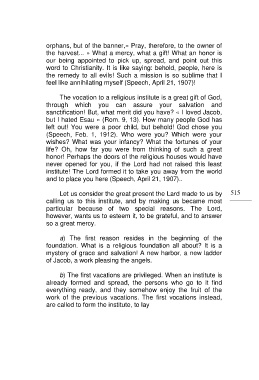 orphans, but of the banner,« Pray, therefore, to the owner of
the harvest... » What a mercy, what a gift! What an honor is
our being appointed to pick up, spread, and point out this
word to Christianity. It is like saying: behold, people, here is
the remedy to all evils! Such a mission is so sublime that I
feel like annihilating myself (Speech, April 21, 1907)!
The vocation to a religious institute is a great gift of God,
through which you can assure your salvation and
sanctification! But, what merit did you have? « I loved Jacob,
but I hated Esau » (Rom. 9, 13). How many people God has
left out! You were a poor child, but behold! God chose you
(Speech, Feb. 1, 1912). Who were you? Which were your
wishes? What was your infancy? What the fortunes of your
life? Oh, how far you were from thinking of such a great
honor! Perhaps the doors of the religious houses would have
never opened for you, if the Lord had not raised this least
institute! The Lord formed it to take you away from the world
and to place you here (Speech, April 21, 1907)..
Let us consider the great present the Lard made to us by
calling us to this institute, and by making us became most
particular because of two special reasons. The Lord,
however, wants us to esteem it, to be grateful, and to answer
so a great mercy.
515
a) The first reason resides in the beginning of the
foundation. What is a religious foundation all about? It is a
mystery of grace and salvation! A new harbor, a new ladder
of Jacob, a work pleasing the angels.
b) The first vocations are privileged. When an institute is
already formed and spread, the persons who go to it find
everything ready, and they somehow enjoy the fruit of the
work of the previous vocations. The first vocations instead,
are called to form the institute, to lay